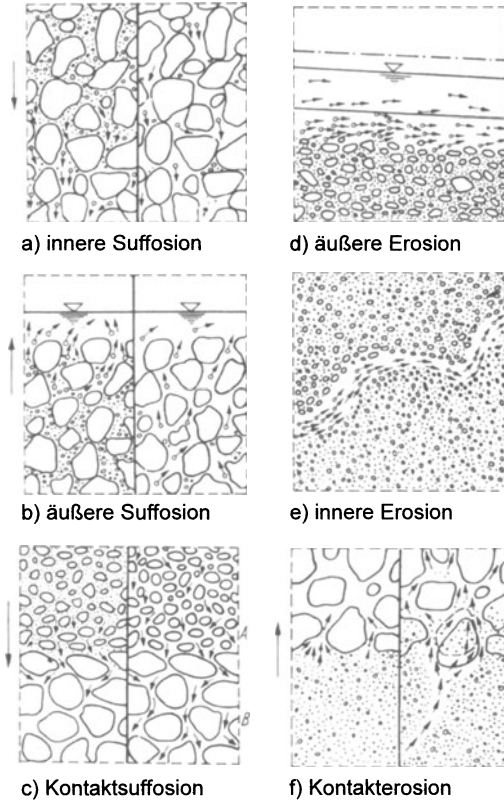 a) innere Suffosion
d) äußere Erosion
b) äußere Suffosion
e) innere Erosion
A
B
c) Kontaktsuffosion
f) Kontakterosion